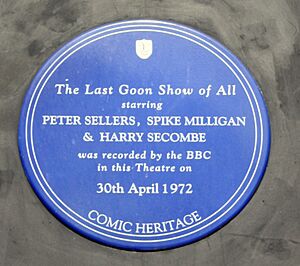 The Last Goon Show of All
starring
PETER SELLERS, SPIKE MILLIGAN
& HARRY SECOMBE
was recorded by the BBC
in this Theatre on
30th April 1972
COMIC HERITAGE